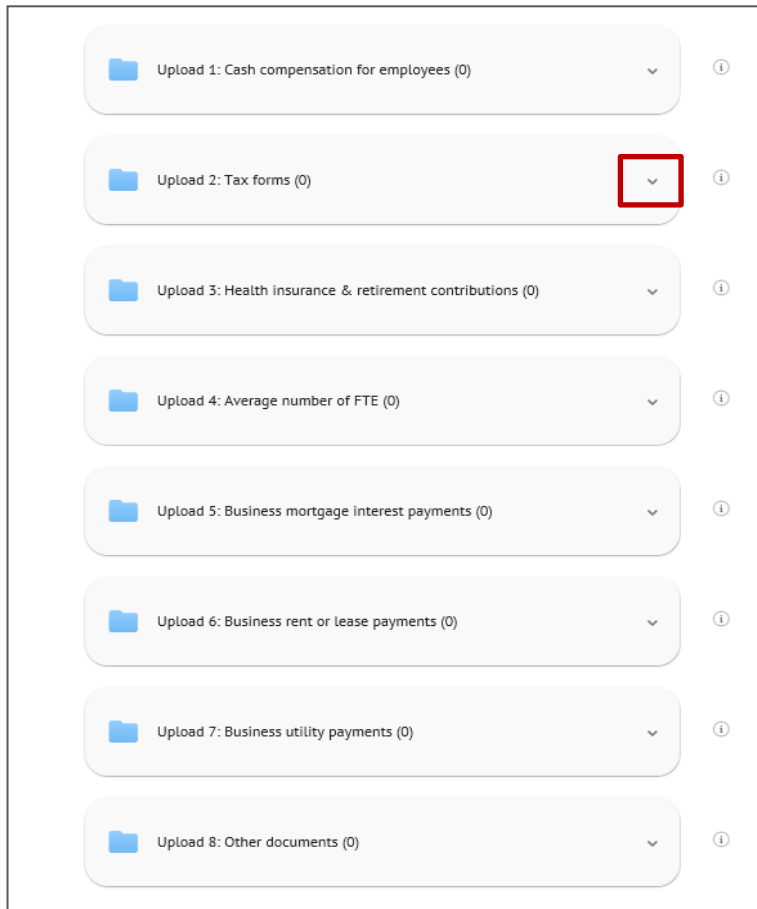 Upload 1: Cash compensation for employees (0)
Upload 2: Tax forms (0)
Upload 3: Health insurance & retirement contributions (0)
Upload 4: Average number of FTE (0)
Upload 5: Business mortgage interest payments (0)
Upload 6: Business rent or lease payments (0)
Upload 7: Business utility payments (0)
Upload 8: Other documents (0)